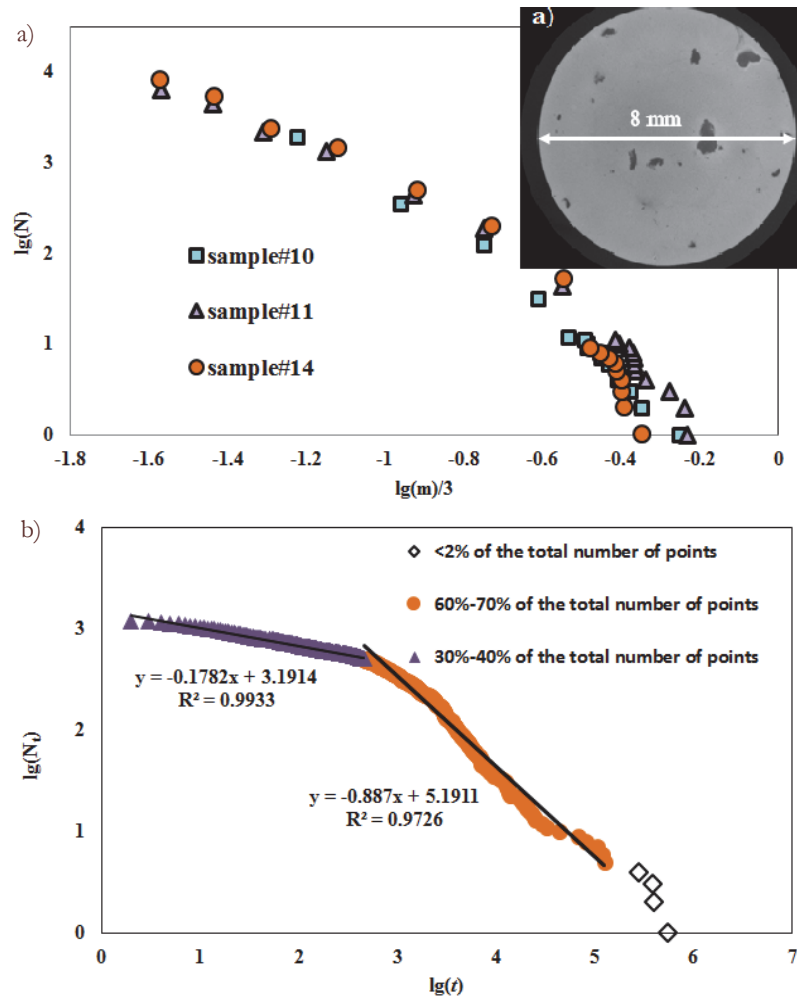 a)
a)
8 mm
4
3
2
1
0
lg(N)
sample#10
sample#11
sample#14
-1.8 -1.6 -1.4 -1.2 -1 -0.8 -0.6 -0.4 -0.2 0
lg(m)/3
b)
4
3
2
1
0
lg(Nt)
<2% of the total number of points
60%-70% of the total number of points
30%-40% of the total number of points
y = -0.1782x + 3.1914
R² = 0.9933
y = -0.887x + 5.1911
R² = 0.9726
0 1 2 3 4 5 6 7
lg(t)